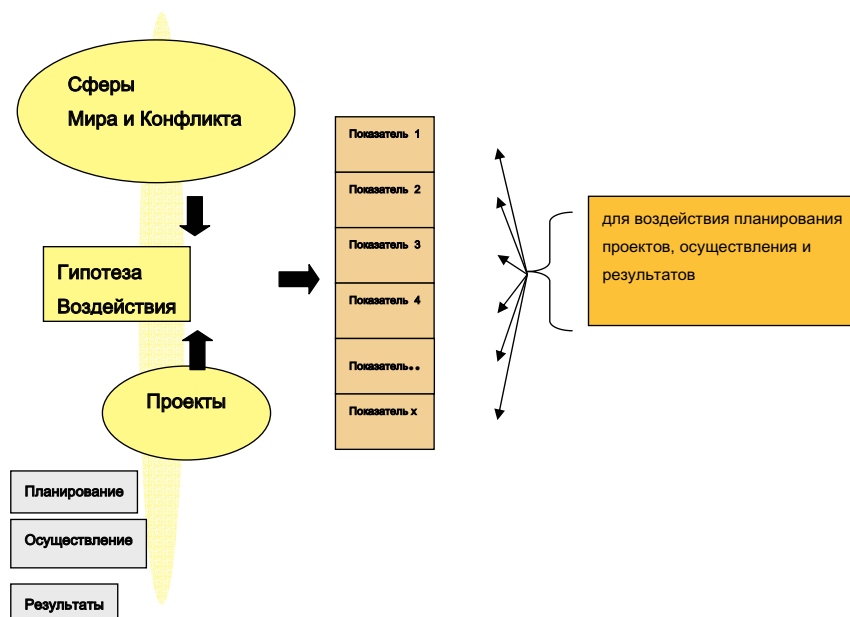 Сферы
Мира и Конфликта
Гипотеза
Воздействия
Проекты
Планирование
Осуществление
Результаты
Показатель 1
Показатель 2
Показатель 3
Показатель 4
Показатель..
Показатель x
для воздействия планирования
проектов, осуществления и
результатов